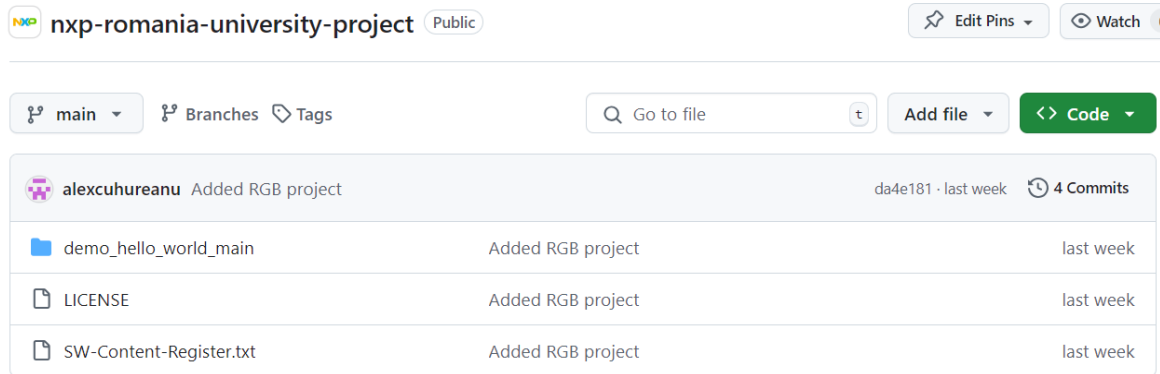 NXP nxp-romania-university-project Public Edit Pins Watch
main Branches Tags Go to file t Add file <> Code
alexcuhureanu Added RGB project da4e181 · last week 4 Commits
demo_hello_world_main Added RGB project last week
LICENSE Added RGB project last week
SW-Content-Register.txt Added RGB project last week